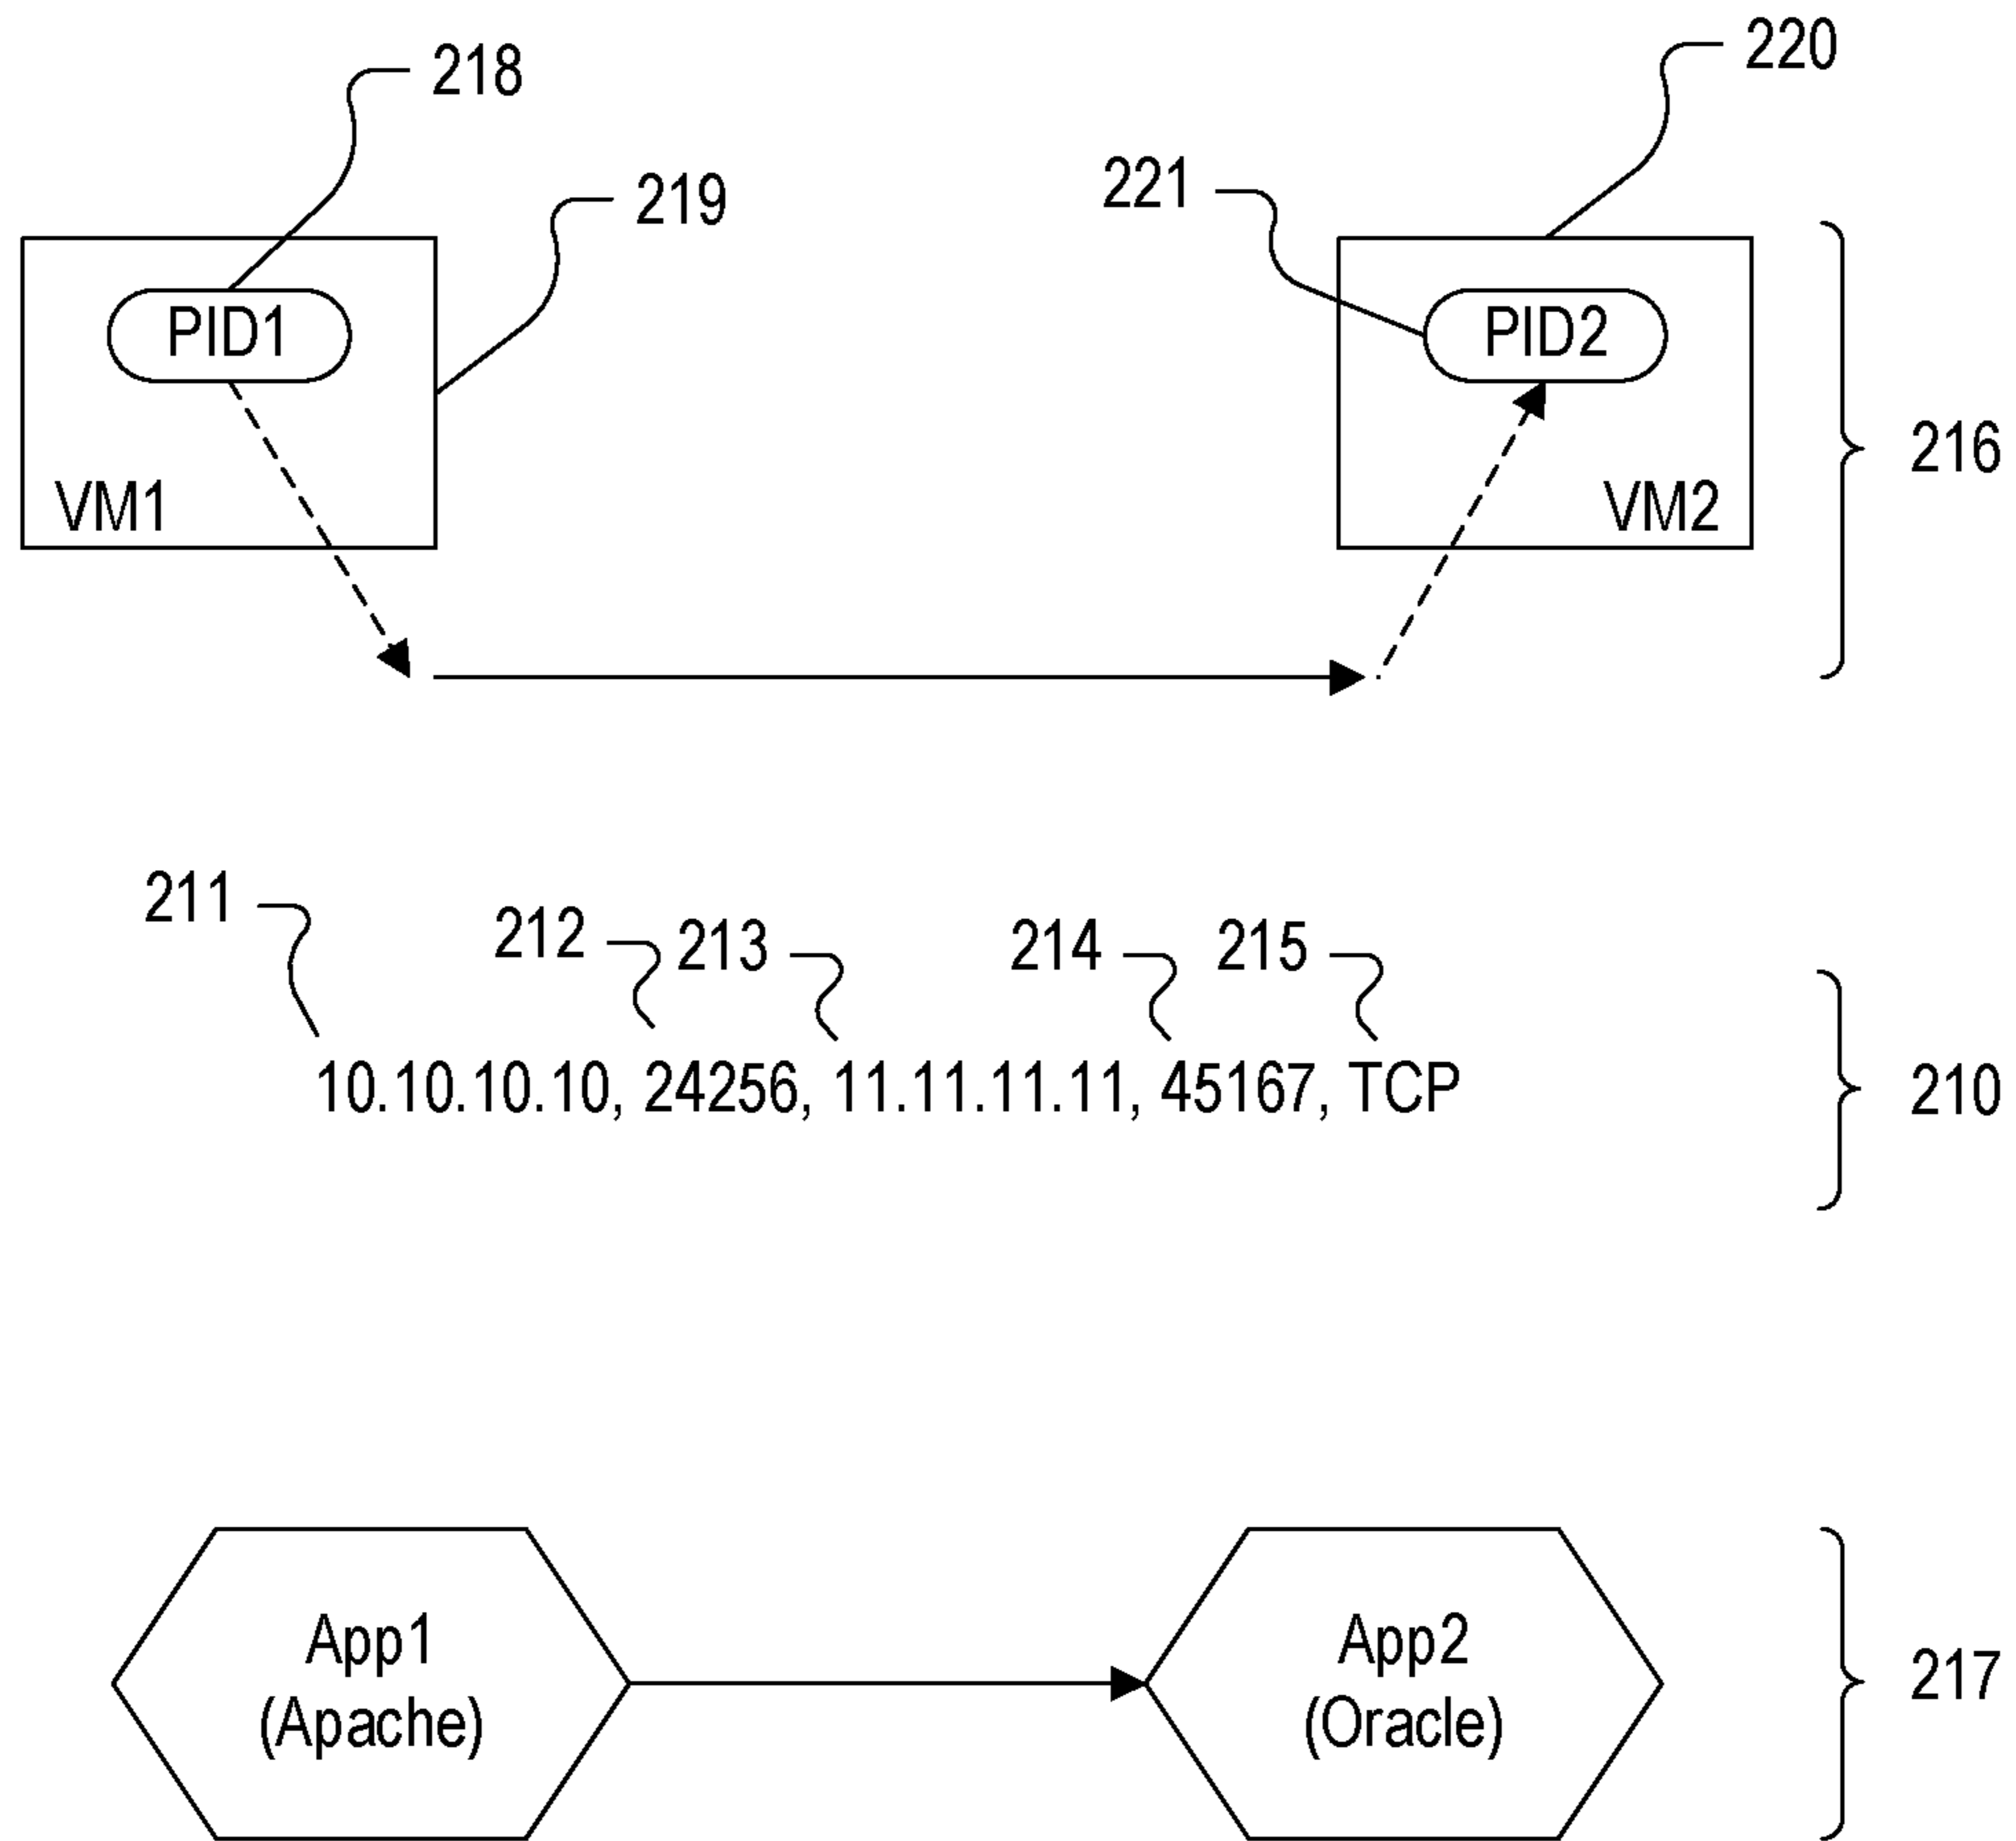 220
218
221
219
PID1
PID2
216
VM1
VM2
211
212
213
214
215
10.10.10.10, 24256, 11.11.11.11, 45167, TCP
210
App1
(Apache)
App2
(Oracle)
217